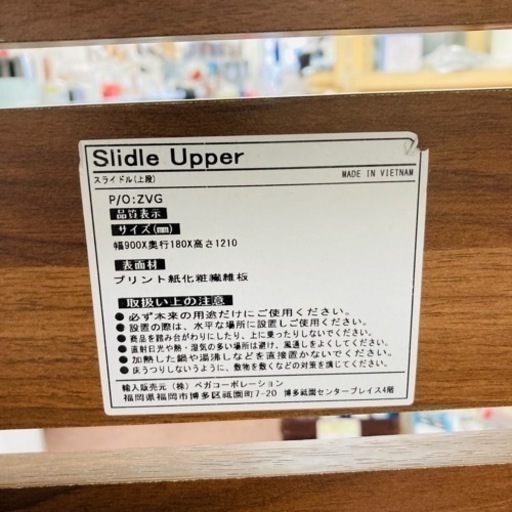 Slidle Upper
スライドル(上段)
MADE IN VIETNAM
P/O:ZVG
品質表示
サイズ(mm)
幅900X奥行180X高さ1210
表面材
プリント紙化粧繊維板
取扱い上の注意
●必ず本来の用途だけにご使用ください。
●設置の際は、水平な場所に設置しご使用ください。
●商品を踏み台がわりにしたり、上に乗ったりしないでください。
●直射日光や熱・湿気の多い場所は避け、風通しをよくしてください。
●加熱した鍋や湯沸しなどを直接置かないでください。
●床うつりしないように、敷物を敷くなどの対策を講じてください。
輸入販売元(株)ベガコーポレーション
福岡県福岡市博多区祇園町7-20 博多祇園センタープレイス4階